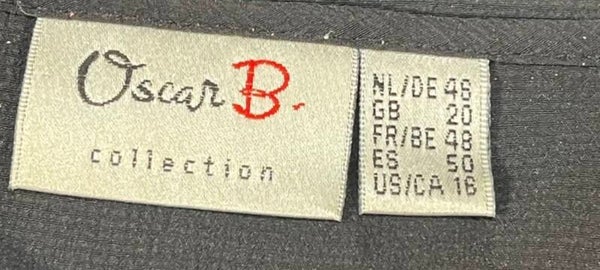 Oscar B.
collection
NL/DE 46
GB 20
FR/BE 48
ES 50
US/CA 16